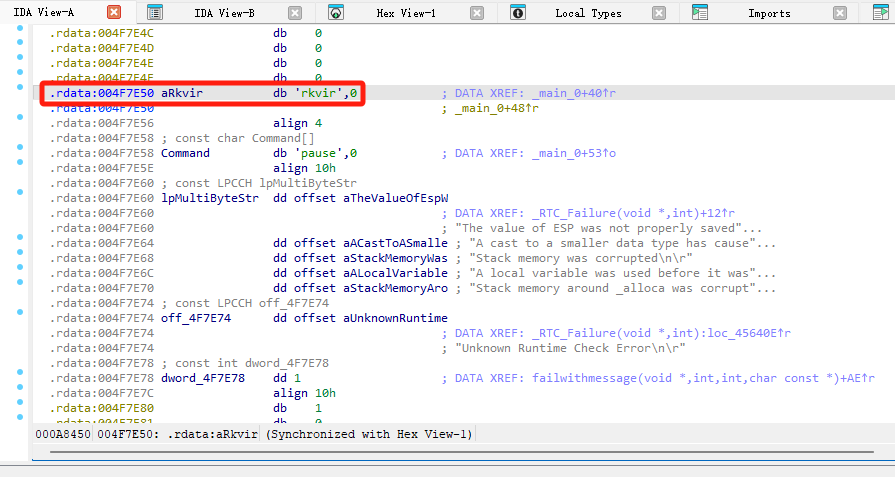 IDA View-A IDA View-B Hex View-1 Local Types Imports
.rdata:004F7E4C db 0
.rdata:004F7E4D db 0
.rdata:004F7E4E db 0
.rdata:004F7E4F db 0
.rdata:004F7E50 aRkvir db 'rkvir',0 ; DATA XREF: _main_0+40↑r
.rdata:004F7E50 ; _main_0+48↑r
.rdata:004F7E56 align 4
.rdata:004F7E58 ; const char Command[]
.rdata:004F7E58 Command db 'pause',0 ; DATA XREF: _main_0+53↑o
.rdata:004F7E5E align 10h
.rdata:004F7E60 ; const LPCCH lpMultiByteStr
.rdata:004F7E60 lpMultiByteStr dd offset aTheValueOfEspW
.rdata:004F7E60 ; DATA XREF: _RTC_Failure(void *,int)+12↑r
.rdata:004F7E60 ; "The value of ESP was not properly saved"...
.rdata:004F7E64 dd offset aACastToASmalle ; "A cast to a smaller data type has cause"...
.rdata:004F7E68 dd offset aStackMemoryWas ; "Stack memory was corrupted\n\r"
.rdata:004F7E6C dd offset aALocalVariable ; "A local variable was used before it was"...
.rdata:004F7E70 dd offset aStackMemoryAro ; "Stack memory around _alloca was corrupt"...
.rdata:004F7E74 ; const LPCCH off_4F7E74
.rdata:004F7E74 off_4F7E74 dd offset aUnknownRuntime
.rdata:004F7E74 ; DATA XREF: _RTC_Failure(void *,int):loc_45640E↑r
.rdata:004F7E74 ; "Unknown Runtime Check Error\n\r"
.rdata:004F7E78 ; const int dword_4F7E78
.rdata:004F7E78 dword_4F7E78 dd 1 ; DATA XREF: failwithmessage(void *,int,int,char const *)+AE↑r
.rdata:004F7E7C align 10h
.rdata:004F7E80 db 1
.rdata:004F7E81 db 0
000A8450 004F7E50: .rdata:aRkvir (Synchronized with Hex View-1)